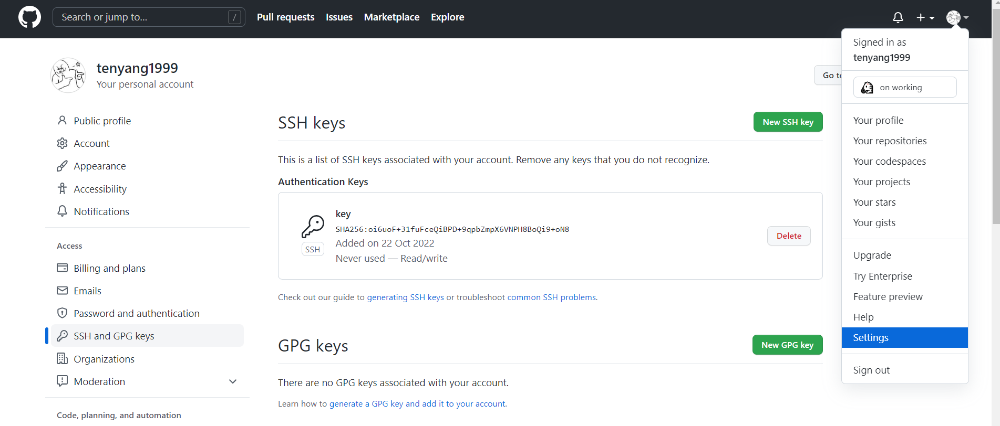 Search or jump to...
/
Pull requests
Issues
Marketplace
Explore
Signed in as
tenyang1999
on working
Your profile
Your repositories
Your codespaces
Your projects
Your stars
Your gists
Upgrade
Try Enterprise
Feature preview
Help
Settings
Sign out
tenyang1999
Your personal account
Go to
Public profile
Account
Appearance
Accessibility
Notifications
Access
Billing and plans
Emails
Password and authentication
SSH and GPG keys
Organizations
Moderation
Code, planning, and automation
SSH keys
New SSH key
This is a list of SSH keys associated with your account. Remove any keys that you do not recognize.
Authentication Keys
key
SHA256:oi6uoF+31fuFceQiBPD+9qpbZmpX6VNPH8BoQi9+oN8
Added on 22 Oct 2022
Never used — Read/write
SSH
Delete
Check out our guide to generating SSH keys or troubleshoot common SSH problems.
GPG keys
New GPG key
There are no GPG keys associated with your account.
Learn how to generate a GPG key and add it to your account.